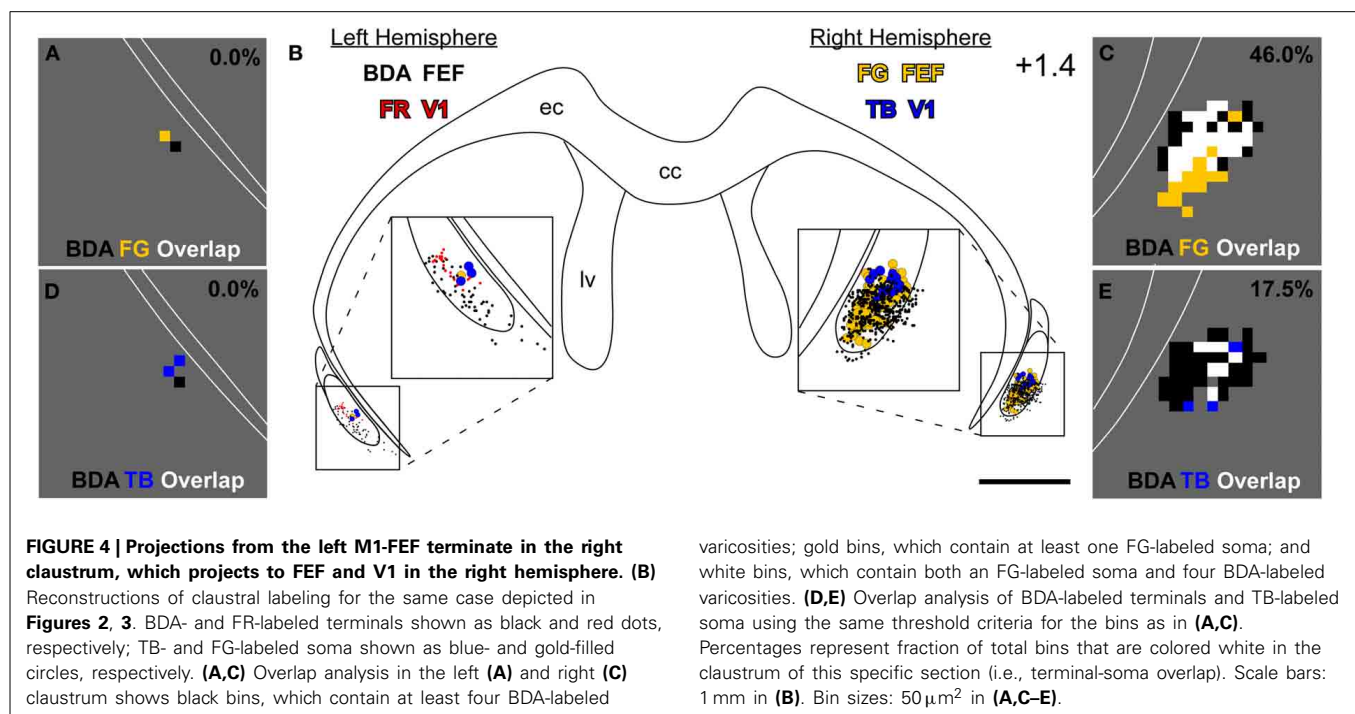 A
0.0%
BDA FG Overlap
D
0.0%
BDA TB Overlap
B
Left Hemisphere
BDA FEF
FR V1
Right Hemisphere
FG FEF
TB V1
+1.4
ec
cc
lv
C
46.0%
BDA FG Overlap
E
17.5%
BDA TB Overlap
FIGURE 4 | Projections from the left M1-FEF terminate in the right
claustrum, which projects to FEF and V1 in the right hemisphere. (B)
Reconstructions of claustral labeling for the same case depicted in
Figures 2, 3. BDA- and FR-labeled terminals shown as black and red dots,
respectively; TB- and FG-labeled soma shown as blue- and gold-filled
circles, respectively. (A,C) Overlap analysis in the left (A) and right (C)
claustrum shows black bins, which contain at least four BDA-labeled
varicosities; gold bins, which contain at least one FG-labeled soma; and
white bins, which contain both an FG-labeled soma and four BDA-labeled
varicosities. (D,E) Overlap analysis of BDA-labeled terminals and TB-labeled
soma using the same threshold criteria for the bins as in (A,C).
Percentages represent fraction of total bins that are colored white in the
claustrum of this specific section (i.e., terminal-soma overlap). Scale bars:
1 mm in (B). Bin sizes: 50 µm² in (A,C–E).